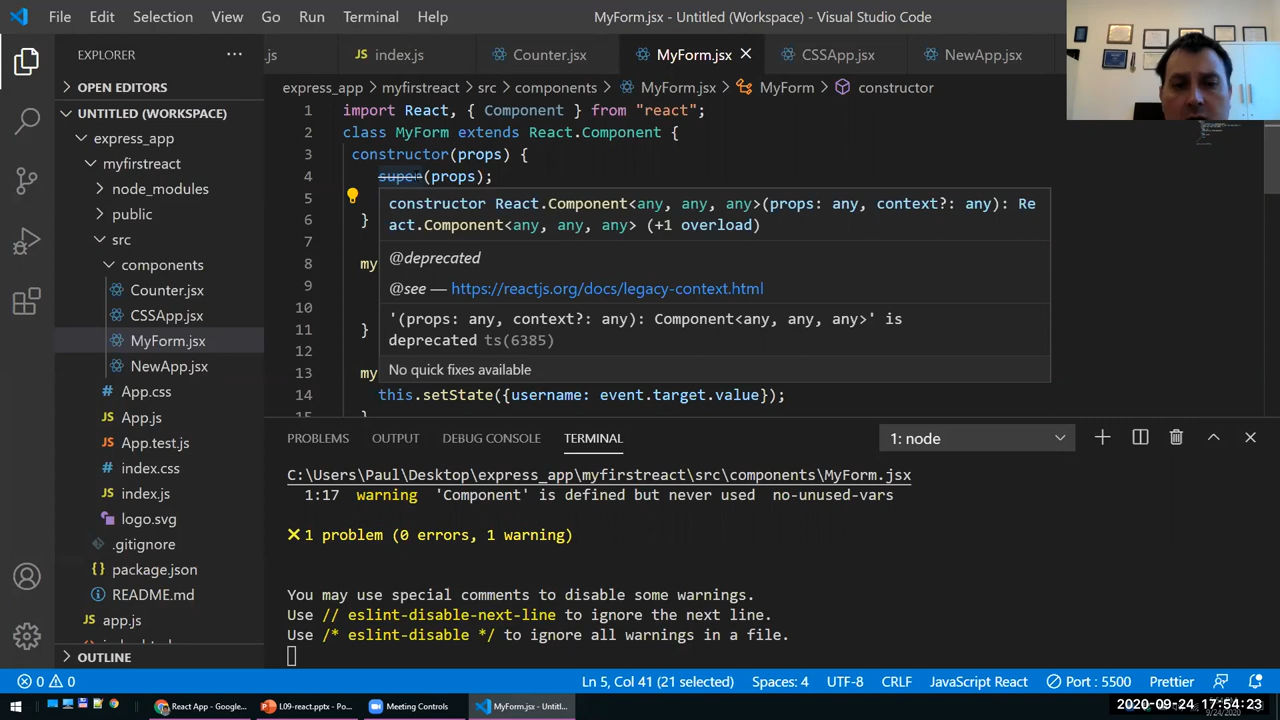 File Edit Selection View Go Run Terminal Help
MyForm.jsx - Untitled (Workspace) - Visual Studio Code
EXPLORER
.js
JS index.js
Counter.jsx
MyForm.jsx
CSSApp.jsx
NewApp.jsx
OPEN EDITORS
express_app > myfirstreact > src > components > MyForm.jsx > MyForm > constructor
UNTITLED (WORKSPACE)
express_app
myfirstreact
node_modules
public
src
components
Counter.jsx
CSSApp.jsx
MyForm.jsx
NewApp.jsx
# App.css
JS App.js
JS App.test.js
# index.css
JS index.js
logo.svg
.gitignore
{} package.json
README.md
JS app.js
OUTLINE
1 import React, { Component } from "react";
2 class MyForm extends React.Component {
3 constructor(props) {
4 super(props);
5
6 }
7
8 my
9
10
11 }
12
13 my
14 this.setState({username: event.target.value});
15 }
constructor React.Component<any, any, any>(props: any, context?: any): Re
act.Component<any, any, any> (+1 overload)
@deprecated
@see — https://reactjs.org/docs/legacy-context.html
'(props: any, context?: any): Component<any, any, any>' is
deprecated ts(6385)
No quick fixes available
PROBLEMS OUTPUT DEBUG CONSOLE TERMINAL
1: node
C:\Users\Paul\Desktop\express_app\myfirstreact\src\components\MyForm.jsx
1:17 warning 'Component' is defined but never used no-unused-vars
1 problem (0 errors, 1 warning)
You may use special comments to disable some warnings.
Use // eslint-disable-next-line to ignore the next line.
Use /* eslint-disable */ to ignore all warnings in a file.
0 0
Ln 5, Col 41 (21 selected) Spaces: 4 UTF-8 CRLF JavaScript React Port : 5500 Prettier
React App - Google...
L09-react.pptx - Po...
Meeting Controls
MyForm.jsx - Untit...
2020-09-24 17:54:23